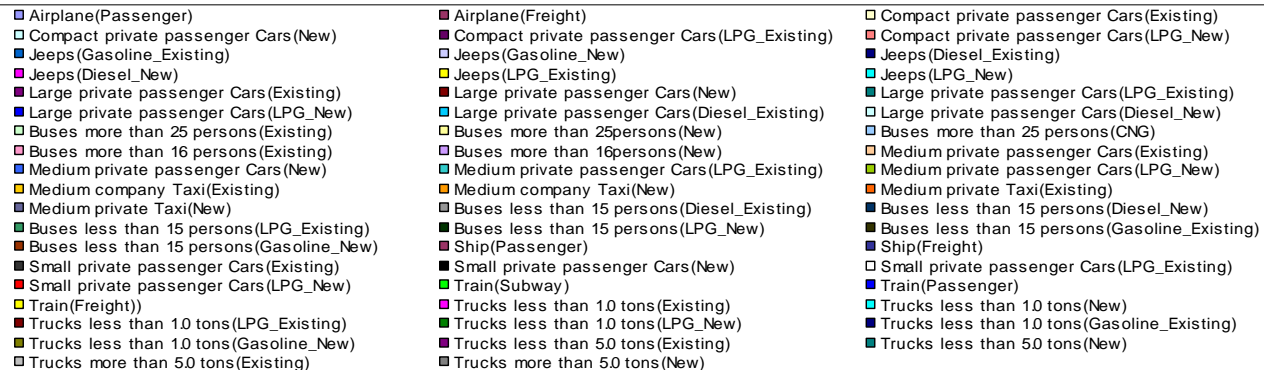 Airplane(Passenger) Airplane(Freight) Compact private passenger Cars(Existing)
Compact private passenger Cars(New) Compact private passenger Cars(LPG_Existing) Compact private passenger Cars(LPG_New)
Jeeps(Gasoline_Existing) Jeeps(Gasoline_New) Jeeps(Diesel_Existing)
Jeeps(Diesel_New) Jeeps(LPG_Existing) Jeeps(LPG_New)
Large private passenger Cars(Existing) Large private passenger Cars(New) Large private passenger Cars(LPG_Existing)
Large private passenger Cars(LPG_New) Large private passenger Cars(Diesel_Existing) Large private passenger Cars(Diesel_New)
Buses more than 25 persons(Existing) Buses more than 25persons(New) Buses more than 25 persons(CNG)
Buses more than 16 persons(Existing) Buses more than 16persons(New) Medium private passenger Cars(Existing)
Medium private passenger Cars(New) Medium private passenger Cars(LPG_Existing) Medium private passenger Cars(LPG_New)
Medium company Taxi(Existing) Medium company Taxi(New) Medium private Taxi(Existing)
Medium private Taxi(New) Buses less than 15 persons(Diesel_Existing) Buses less than 15 persons(Diesel_New)
Buses less than 15 persons(LPG_Existing) Buses less than 15 persons(LPG_New) Buses less than 15 persons(Gasoline_Existing)
Buses less than 15 persons(Gasoline_New) Ship(Passenger) Ship(Freight)
Small private passenger Cars(Existing) Small private passenger Cars(New) Small private passenger Cars(LPG_Existing)
Small private passenger Cars(LPG_New) Train(Subway) Train(Passenger)
Train(Freight)) Trucks less than 1.0 tons(Existing) Trucks less than 1.0 tons(New)
Trucks less than 1.0 tons(LPG_Existing) Trucks less than 1.0 tons(LPG_New) Trucks less than 1.0 tons(Gasoline_Existing)
Trucks less than 1.0 tons(Gasoline_New) Trucks less than 5.0 tons(Existing) Trucks less than 5.0 tons(New)
Trucks more than 5.0 tons(Existing) Trucks more than 5.0 tons(New)